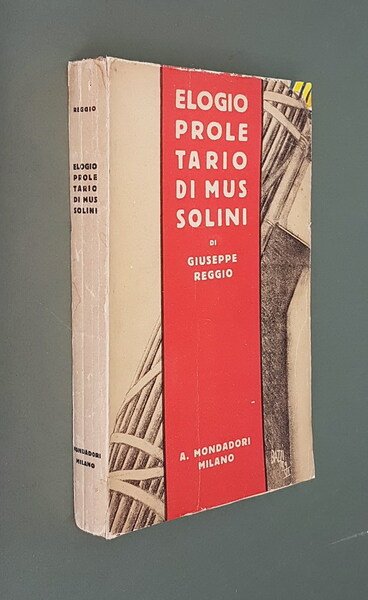 REGGIO
ELOGIO
PROLE
TARIO
DI MUS
SOLINI
MONDADORI
MILANO
ELOGIO
PROLE
TARIO
DI MUS
SOLINI
DI
GIUSEPPE
REGGIO
A. MONDADORI
MILANO